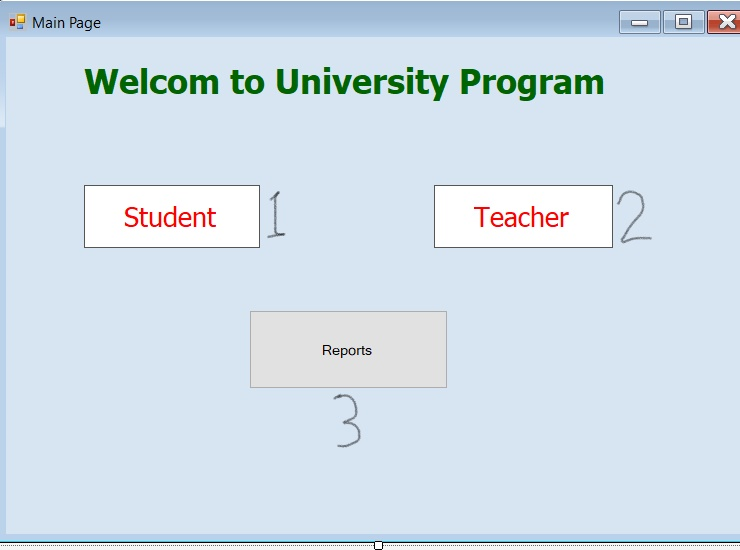 Main Page
Welcom to University Program
Student 1
Teacher 2
Reports
3